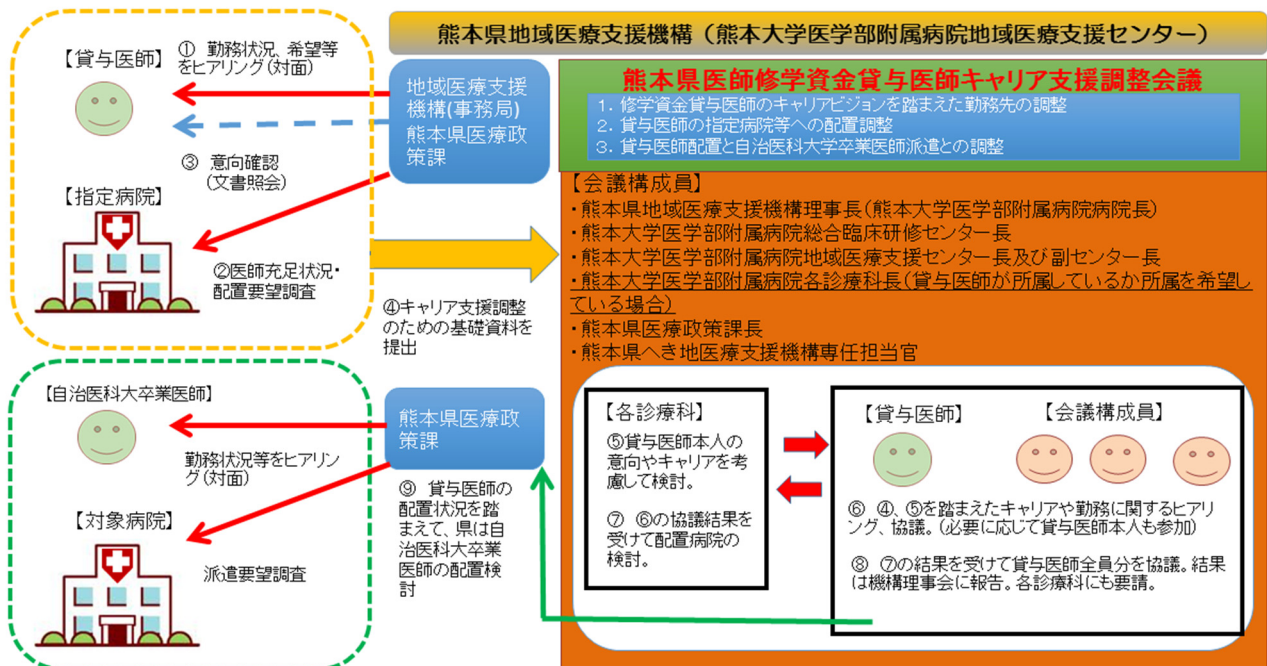 熊本県地域医療支援機構（熊本大学医学部附属病院地域医療支援センター）
【貸与医師】
① 勤務状況、希望等
をヒアリング（対面）
③ 意向確認
（文書照会）
【指定病院】
②医師充足状況・
配置要望調査
地域医療支援
機構(事務局)
熊本県医療政
策課
④キャリア支援調整
のための基礎資料を
提出
熊本県医師修学資金貸与医師キャリア支援調整会議
1. 修学資金貸与医師のキャリアビジョンを踏まえた勤務先の調整
2. 貸与医師の指定病院等への配置調整
3. 貸与医師配置と自治医科大学卒業医師派遣との調整
【会議構成員】
・熊本県地域医療支援機構理事長（熊本大学医学部附属病院病院長）
・熊本大学医学部附属病院総合臨床研修センター長
・熊本大学医学部附属病院地域医療支援センター長及び副センター長
・熊本大学医学部附属病院各診療科長（貸与医師が所属しているか所属を希望し
ている場合）
・熊本県医療政策課長
・熊本県へき地医療支援機構専任担当官
【自治医科大卒業医師】
勤務状況等をヒアリン
グ（対面）
【対象病院】
派遣要望調査
熊本県医療政
策課
⑨ 貸与医師の
配置状況を踏
まえて、県は自
治医科大卒業
医師の配置検
討
【各診療科】
⑤貸与医師本人の
意向やキャリアを考
慮して検討。
⑦ ⑥の協議結果を
受けて配置病院の
検討。
【貸与医師】
【会議構成員】
⑥ ④、⑤を踏まえたキャリアや勤務に関するヒア
リング、協議。（必要に応じて貸与医師本人も参加）
⑧ ⑦の結果を受けて貸与医師全員分を協議。結果
は機構理事会に報告。各診療科にも要請。